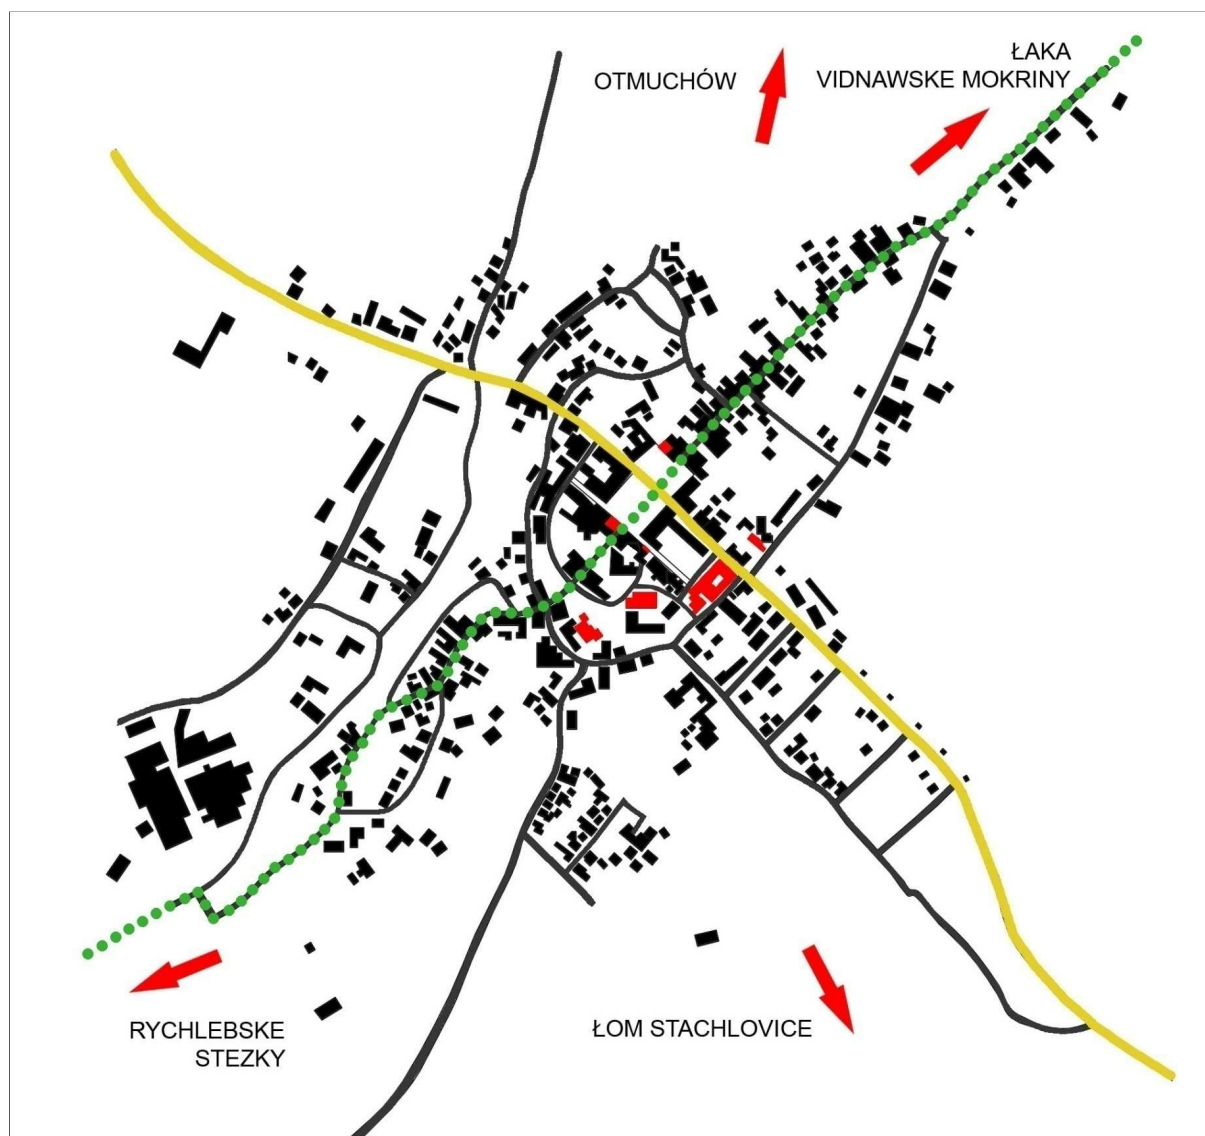 ŁAKA
OTMUCHÓW
VIDNAWSKE MOKRINY
RYCHLEBSKE
STEZKY
ŁOM STACHLOVICE